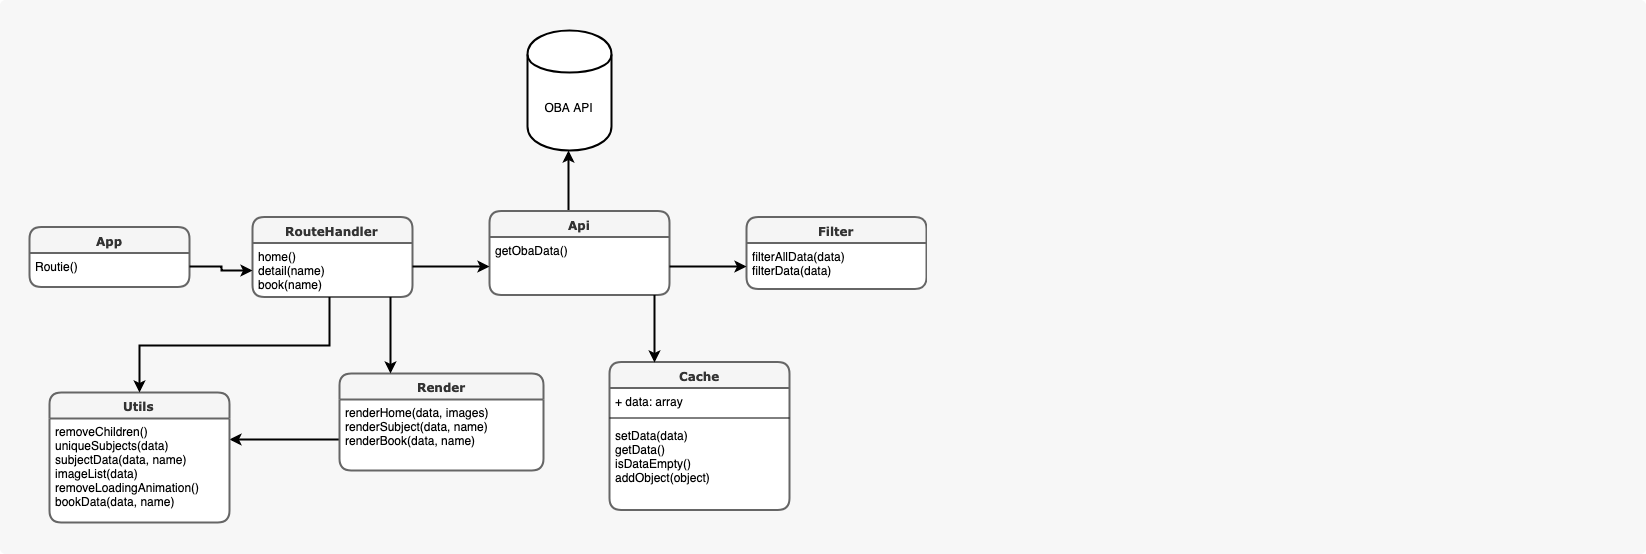 OBA API
App
Routie()
RouteHandler
home()
detail(name)
book(name)
Api
getObaData()
Filter
filterAllData(data)
filterData(data)
Utils
removeChildren()
uniqueSubjects(data)
subjectData(data, name)
imageList(data)
removeLoadingAnimation()
bookData(data, name)
Render
renderHome(data, images)
renderSubject(data, name)
renderBook(data, name)
Cache
+ data: array
setData(data)
getData()
isDataEmpty()
addObject(object)